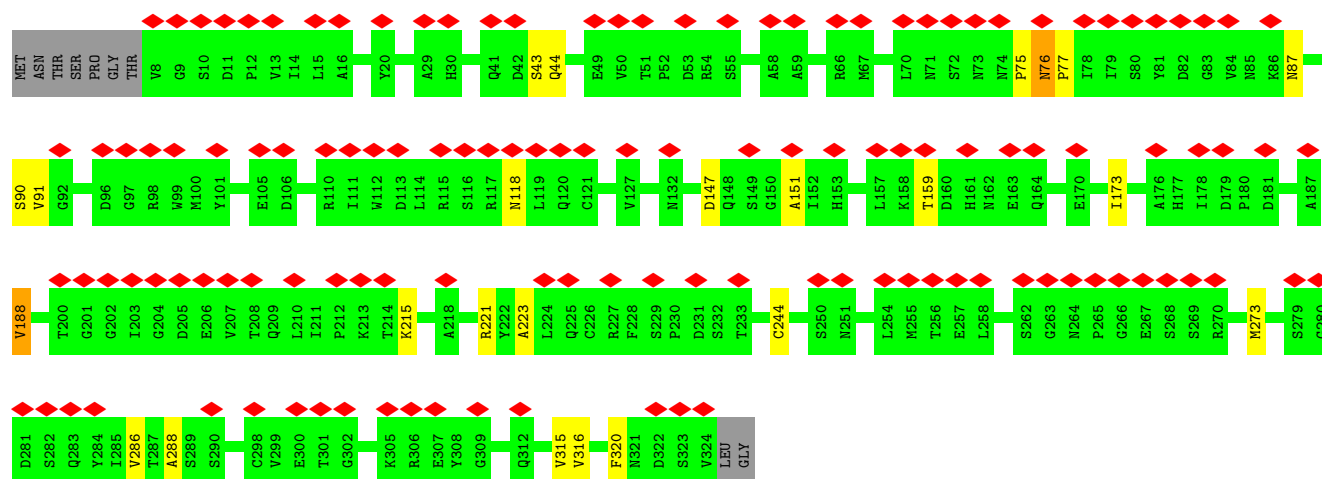 MET ASN THR SER PRO GLY THR V8 G9 S10 D11 P12 V13 I14 L15 A16 Y20 A29 H30 Q41 D42 S43 Q44 E49 V50 T51 P52 D53 R54 S55 A58 A59 R66 M67 L70 N71 S72 N73 N74 P75 N76 P77 I78 I79 S80 Y81 D82 G83 V84 N85 K86 N87
S90 V91 G92 D96 G97 R98 W99 M100 Y101 E105 D106 R110 I111 W112 D113 L114 R115 S116 R117 N118 L119 Q120 C121 V127 N132 D147 Q148 S149 G150 A151 I152 H153 L157 K158 T159 D160 H161 N162 E163 Q164 E170 I173 A176 H177 I178 D179 P180 D181 A187
V188 T200 G201 G202 I203 G204 D205 E206 V207 T208 Q209 L210 I211 P212 K213 T214 K215 A218 R221 Y222 A223 L224 Q225 C226 R227 F228 S229 P230 D231 S232 T233 C244 S250 N251 L254 M255 T256 E257 L258 S262 G263 N264 P265 G266 E267 S268 S269 R270 M273 S279 C280
D281 S282 Q283 Y284 I285 V286 T287 A288 S289 S290 C298 V299 E300 T301 G302 K305 R306 E307 Y308 G309 Q312 V315 V316 F320 N321 D322 S323 V324 LEU GLY